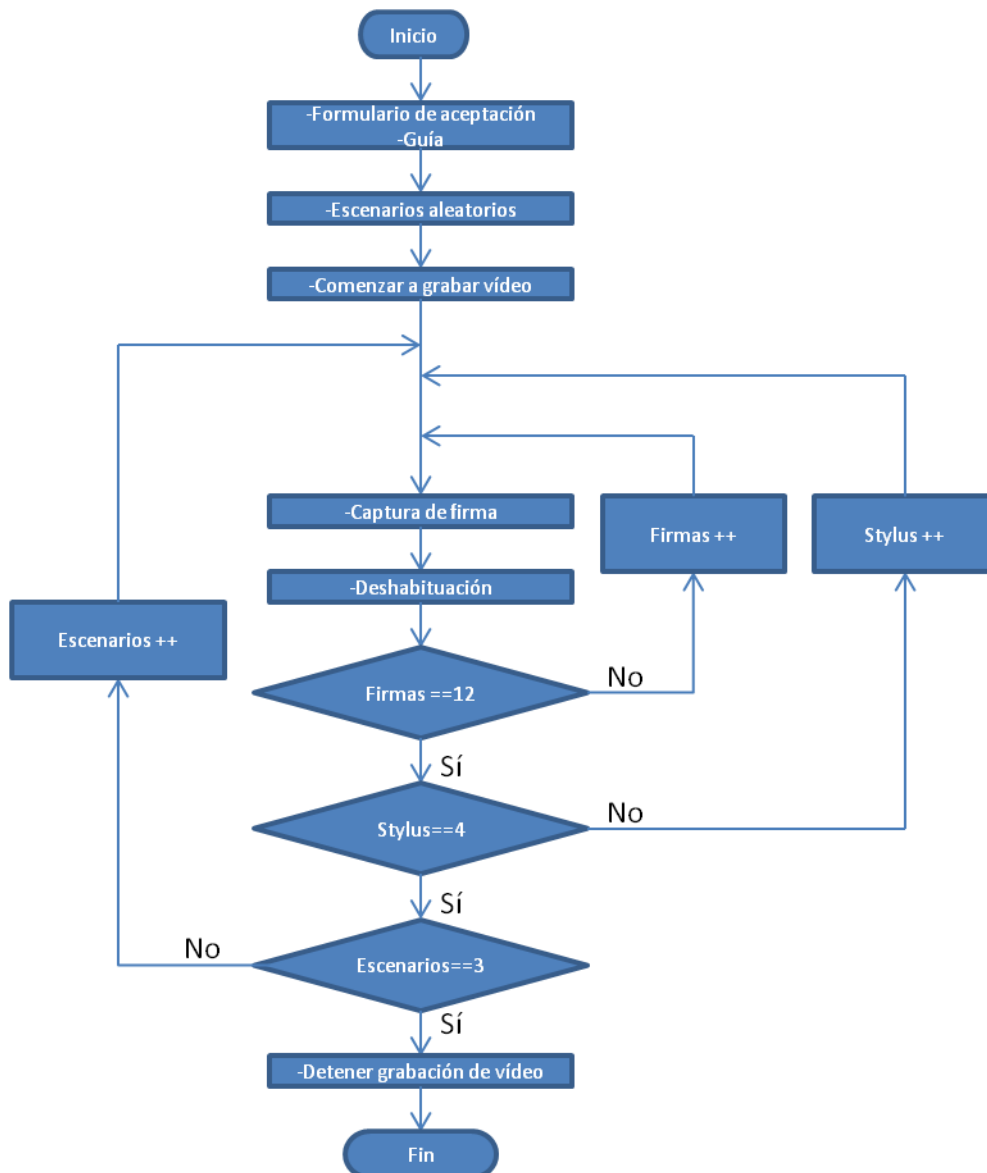 Inicio
-Formulario de aceptación
-Guía
-Escenarios aleatorios
-Comenzar a grabar vídeo
-Captura de firma
Firmas ++
Stylus ++
-Deshabituación
Escenarios ++
Firmas ==12
No
Sí
Stylus==4
No
Sí
Escenarios==3
No
Sí
-Detener grabación de vídeo
Fin